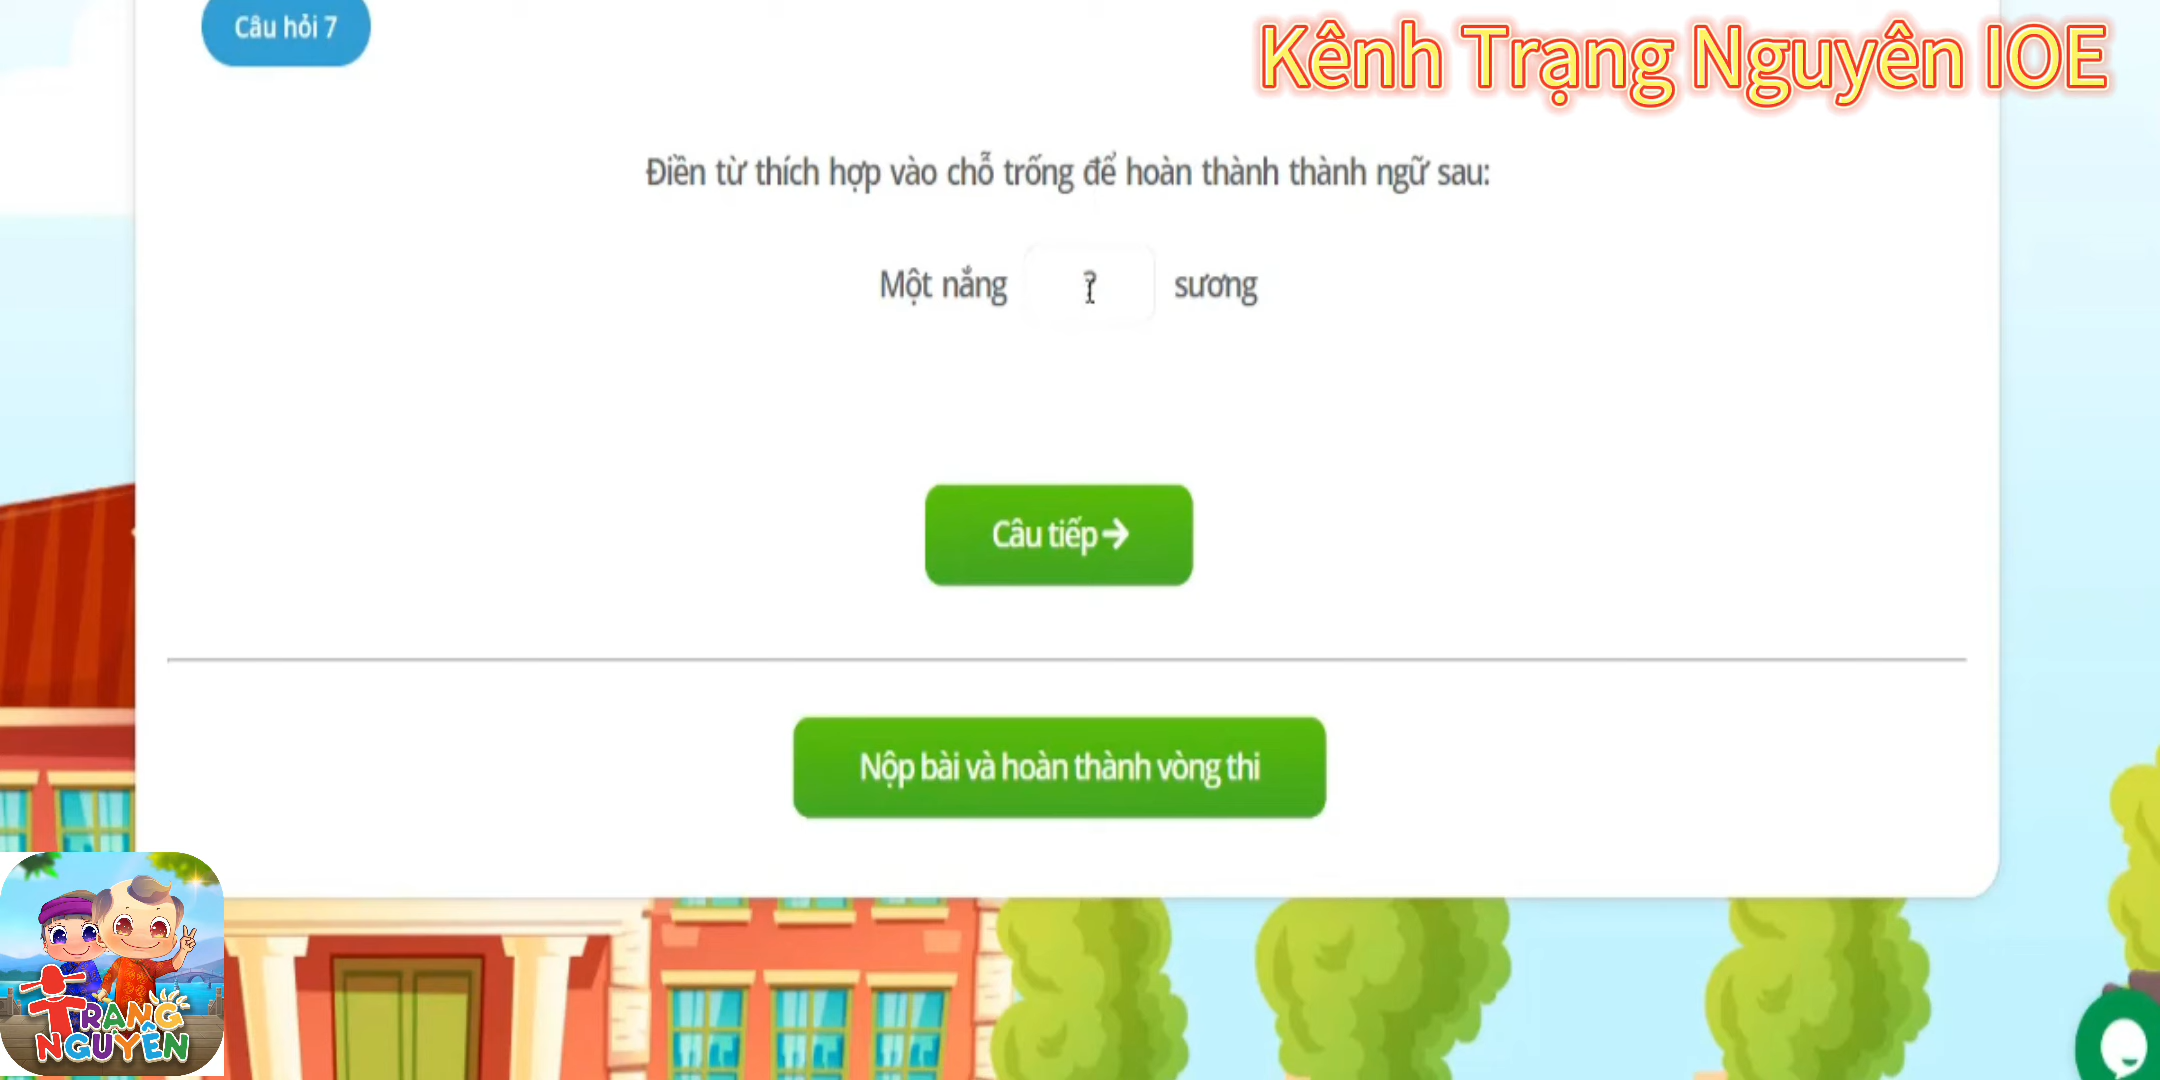 Câu hỏi 7
Kênh Trạng Nguyên IOE
Điền từ thích hợp vào chỗ trống để hoàn thành thành ngữ sau:
Một nắng ? sương
Câu tiếp→
Nộp bài và hoàn thành vòng thi
TRẠNG
NGUYÊN